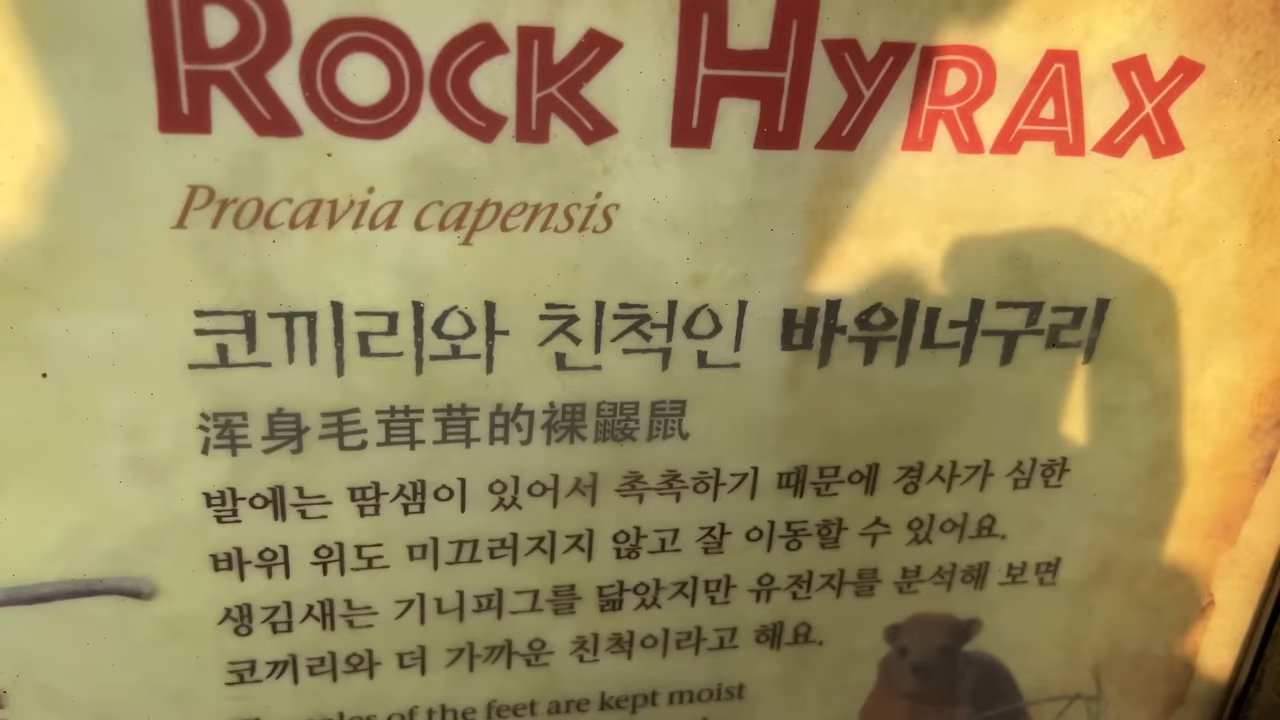 ROCK HYRAX
Procavia capensis
코끼리와 친척인 바위너구리
浑身毛茸茸的裸鼹鼠
발에는 땀샘이 있어서 촉촉하기 때문에 경사가 심한
바위 위도 미끄러지지 않고 잘 이동할 수 있어요.
생김새는 기니피그를 닮았지만 유전자를 분석해 보면
코끼리와 더 가까운 친척이라고 해요.
of the feet are kept moist